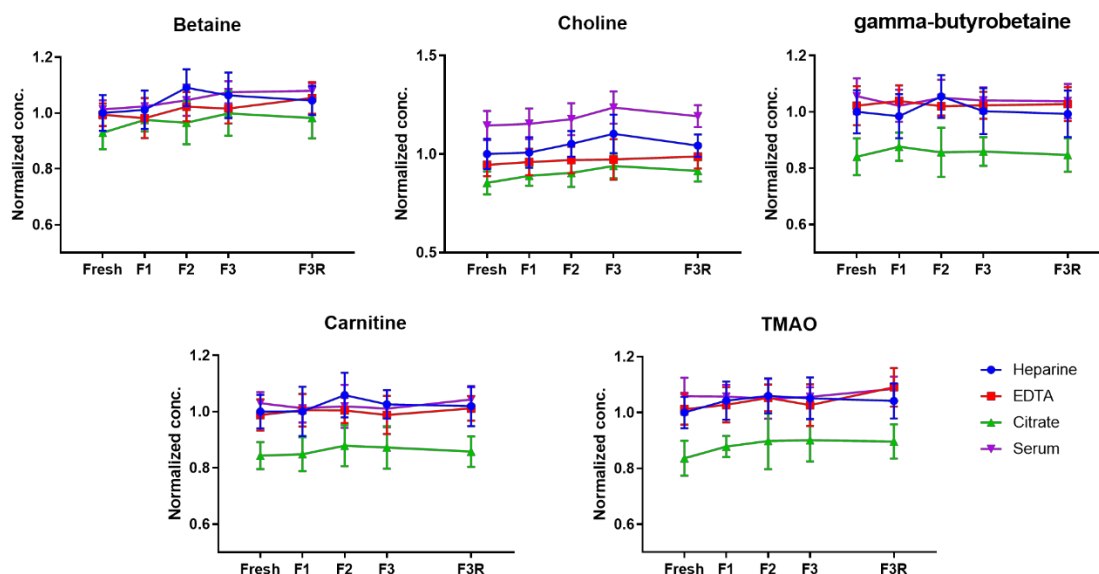 Betaine
Normalized conc.
1.2
1.0
0.8
0.6
Fresh F1 F2 F3 F3R
Choline
Normalized conc.
1.5
1.0
0.5
Fresh F1 F2 F3 F3R
gamma-butyrobetaine
Normalized conc.
1.2
1.0
0.8
0.6
Fresh F1 F2 F3 F3R
Carnitine
Normalized conc.
1.2
1.0
0.8
0.6
Fresh F1 F2 F3 F3R
TMAO
Normalized conc.
1.2
1.0
0.8
0.6
Fresh F1 F2 F3 F3R
Heparine
EDTA
Citrate
Serum